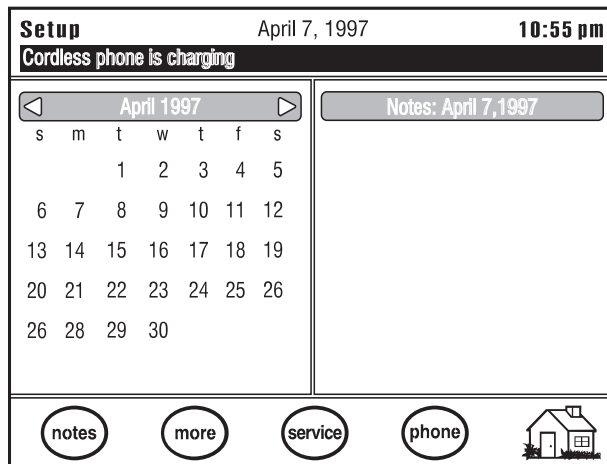 Setup April 7, 1997 10:55 pm
Cordless phone is charging
April 1997
s m t w t f s
1 2 3 4 5
6 7 8 9 10 11 12
13 14 15 16 17 18 19
20 21 22 23 24 25 26
26 28 29 30
Notes: April 7,1997
notes more service phone